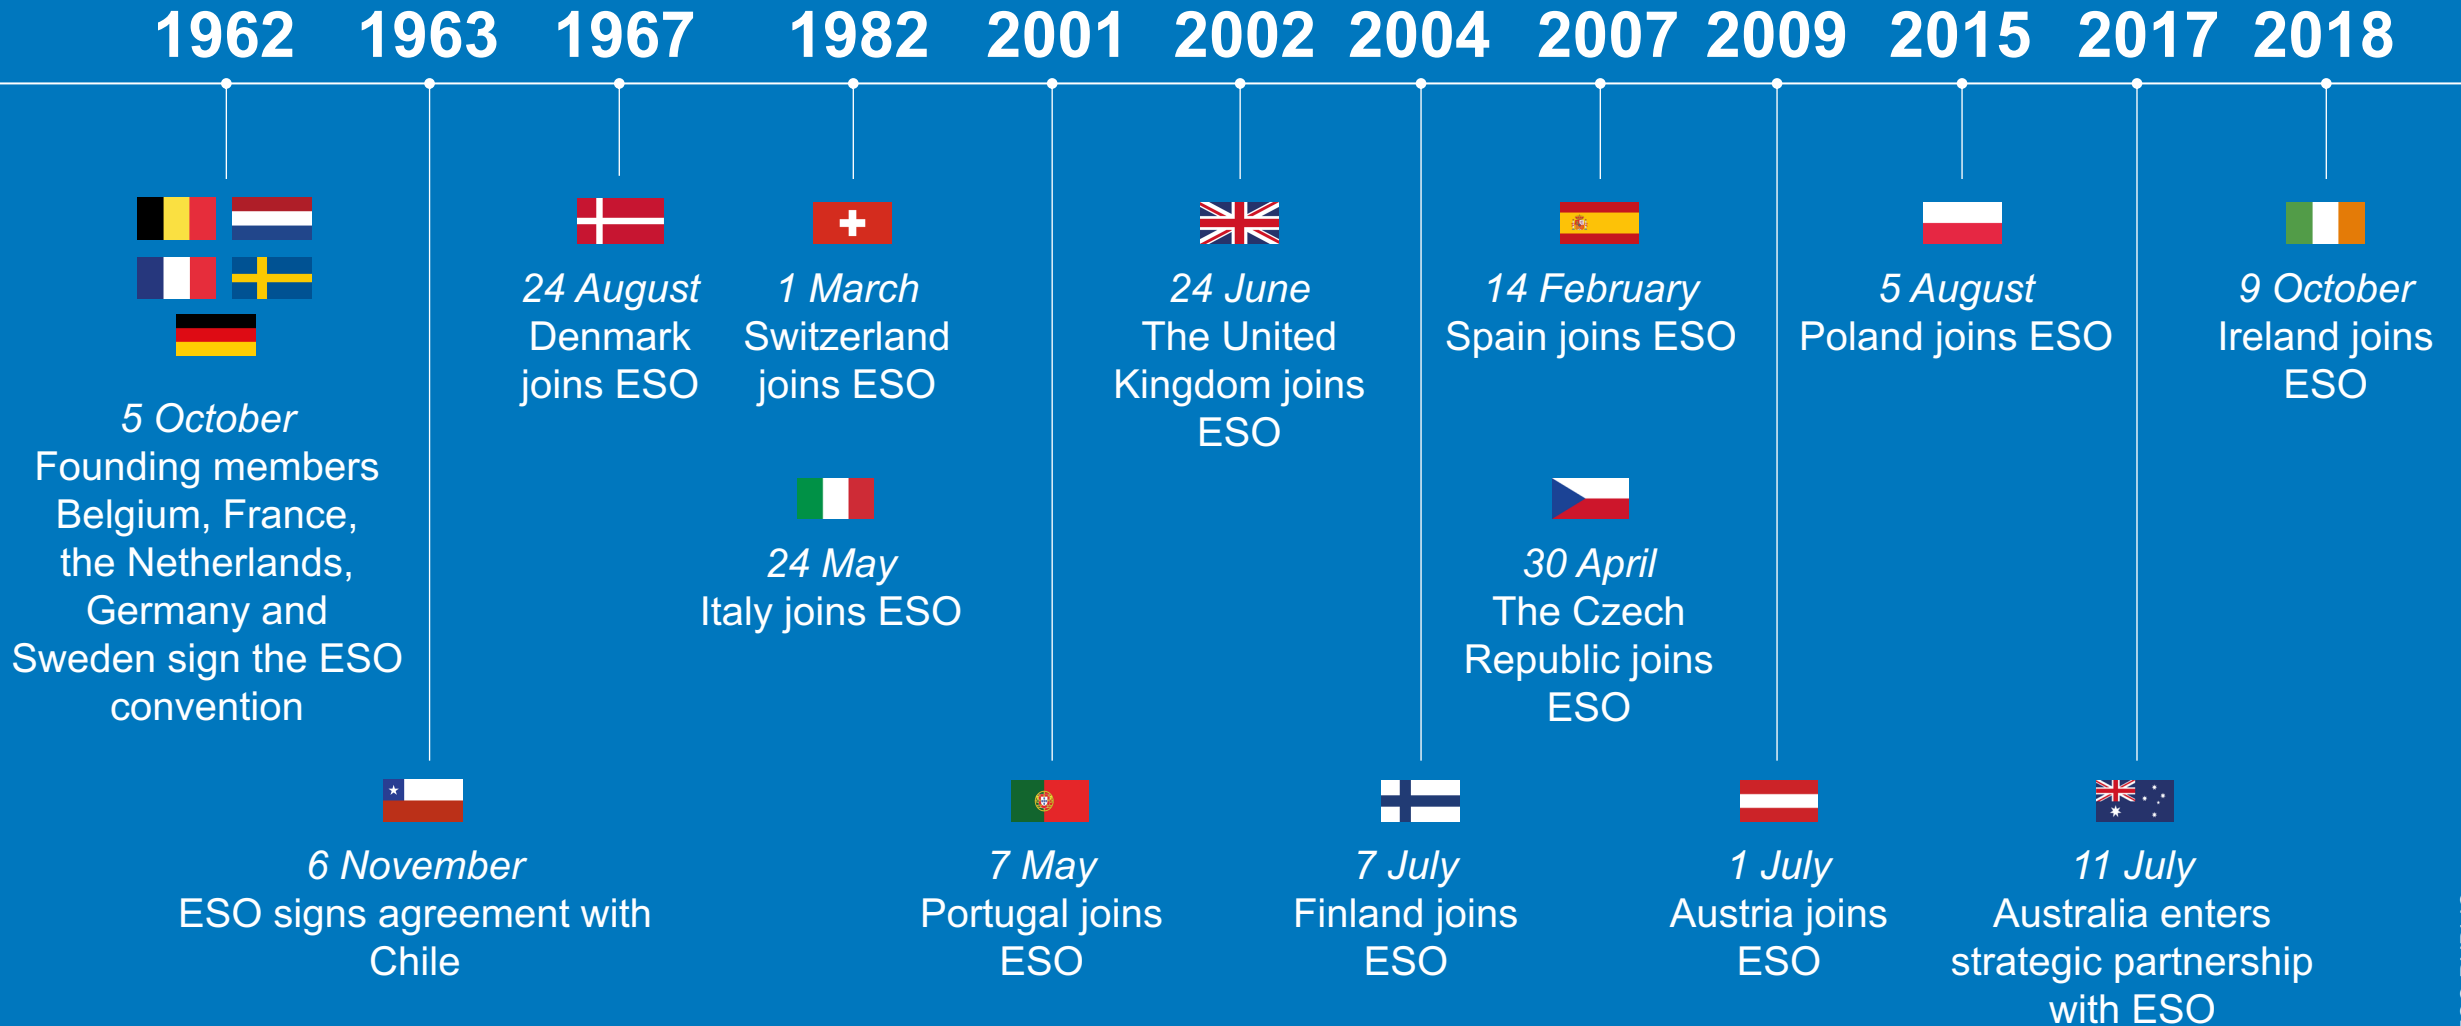 1962 1963 1967 1982 2001 2002 2004 2007 2009 2015 2017 2018
5 October
Founding members
Belgium, France,
the Netherlands,
Germany and
Sweden sign the ESO
convention
6 November
ESO signs agreement with
Chile
24 August
Denmark
joins ESO
1 March
Switzerland
joins ESO
24 May
Italy joins ESO
7 May
Portugal joins
ESO
24 June
The United
Kingdom joins
ESO
7 July
Finland joins
ESO
14 February
Spain joins ESO
30 April
The Czech
Republic joins
ESO
1 July
Austria joins
ESO
5 August
Poland joins ESO
11 July
Australia enters
strategic partnership
with ESO
9 October
Ireland joins
ESO